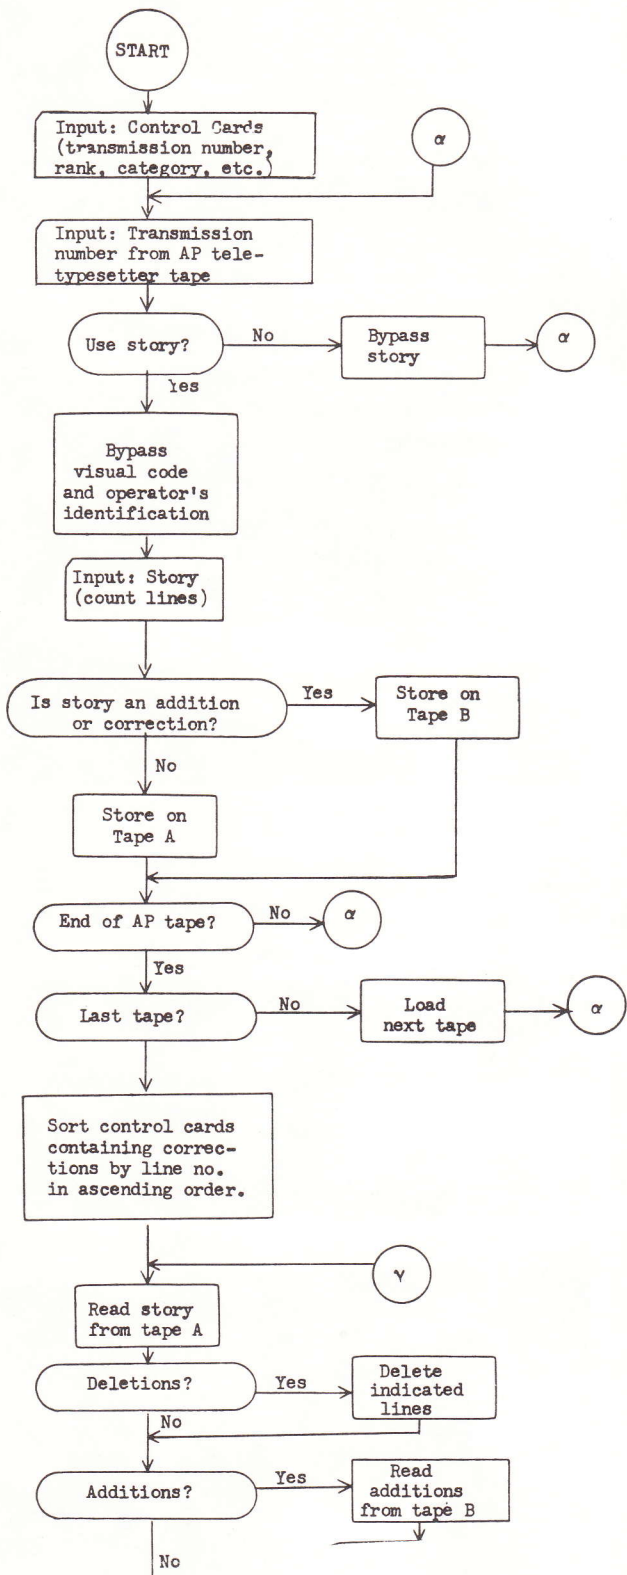 START
Input: Control Cards
(transmission number,
rank, category, etc.)
α
Input: Transmission
number from AP tele-
typesetter tape
Use story?
No
Bypass
story
α
Yes
Bypass
visual code
and operator's
identification
Input: Story
(count lines)
Is story an addition
or correction?
Yes
Store on
Tape B
No
Store on
Tape A
End of AP tape?
No
α
Yes
Last tape?
No
Load
next tape
α
Sort control cards
containing correc-
tions by line no.
in ascending order.
γ
Read story
from tape A
Deletions?
Yes
Delete
indicated
lines
No
Additions?
Yes
Read
additions
from tape B
No